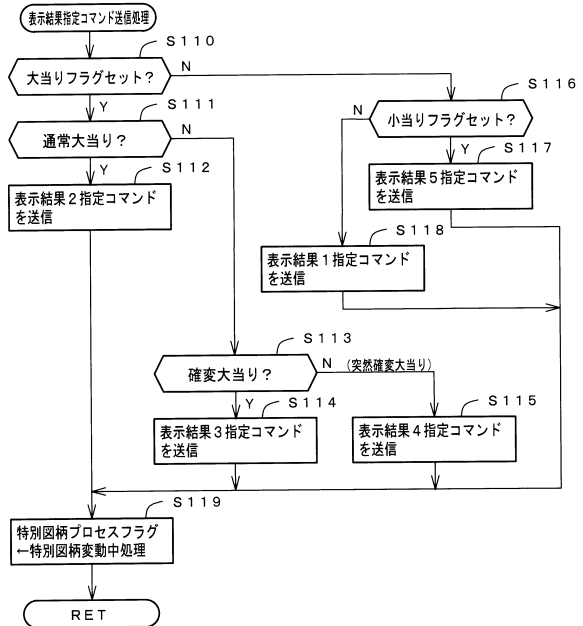 表示結果指定コマンド送信処理
S110
大当りフラグセット？
N
Y
S111
通常大当り？
N
Y
S112
表示結果２指定コマンド
を送信
S116
小当りフラグセット？
N
Y
S117
表示結果５指定コマンド
を送信
S118
表示結果１指定コマンド
を送信
S113
確変大当り？
N （突然確変大当り）
Y
S114
表示結果３指定コマンド
を送信
S115
表示結果４指定コマンド
を送信
S119
特別図柄プロセスフラグ
←特別図柄変動中処理
RET